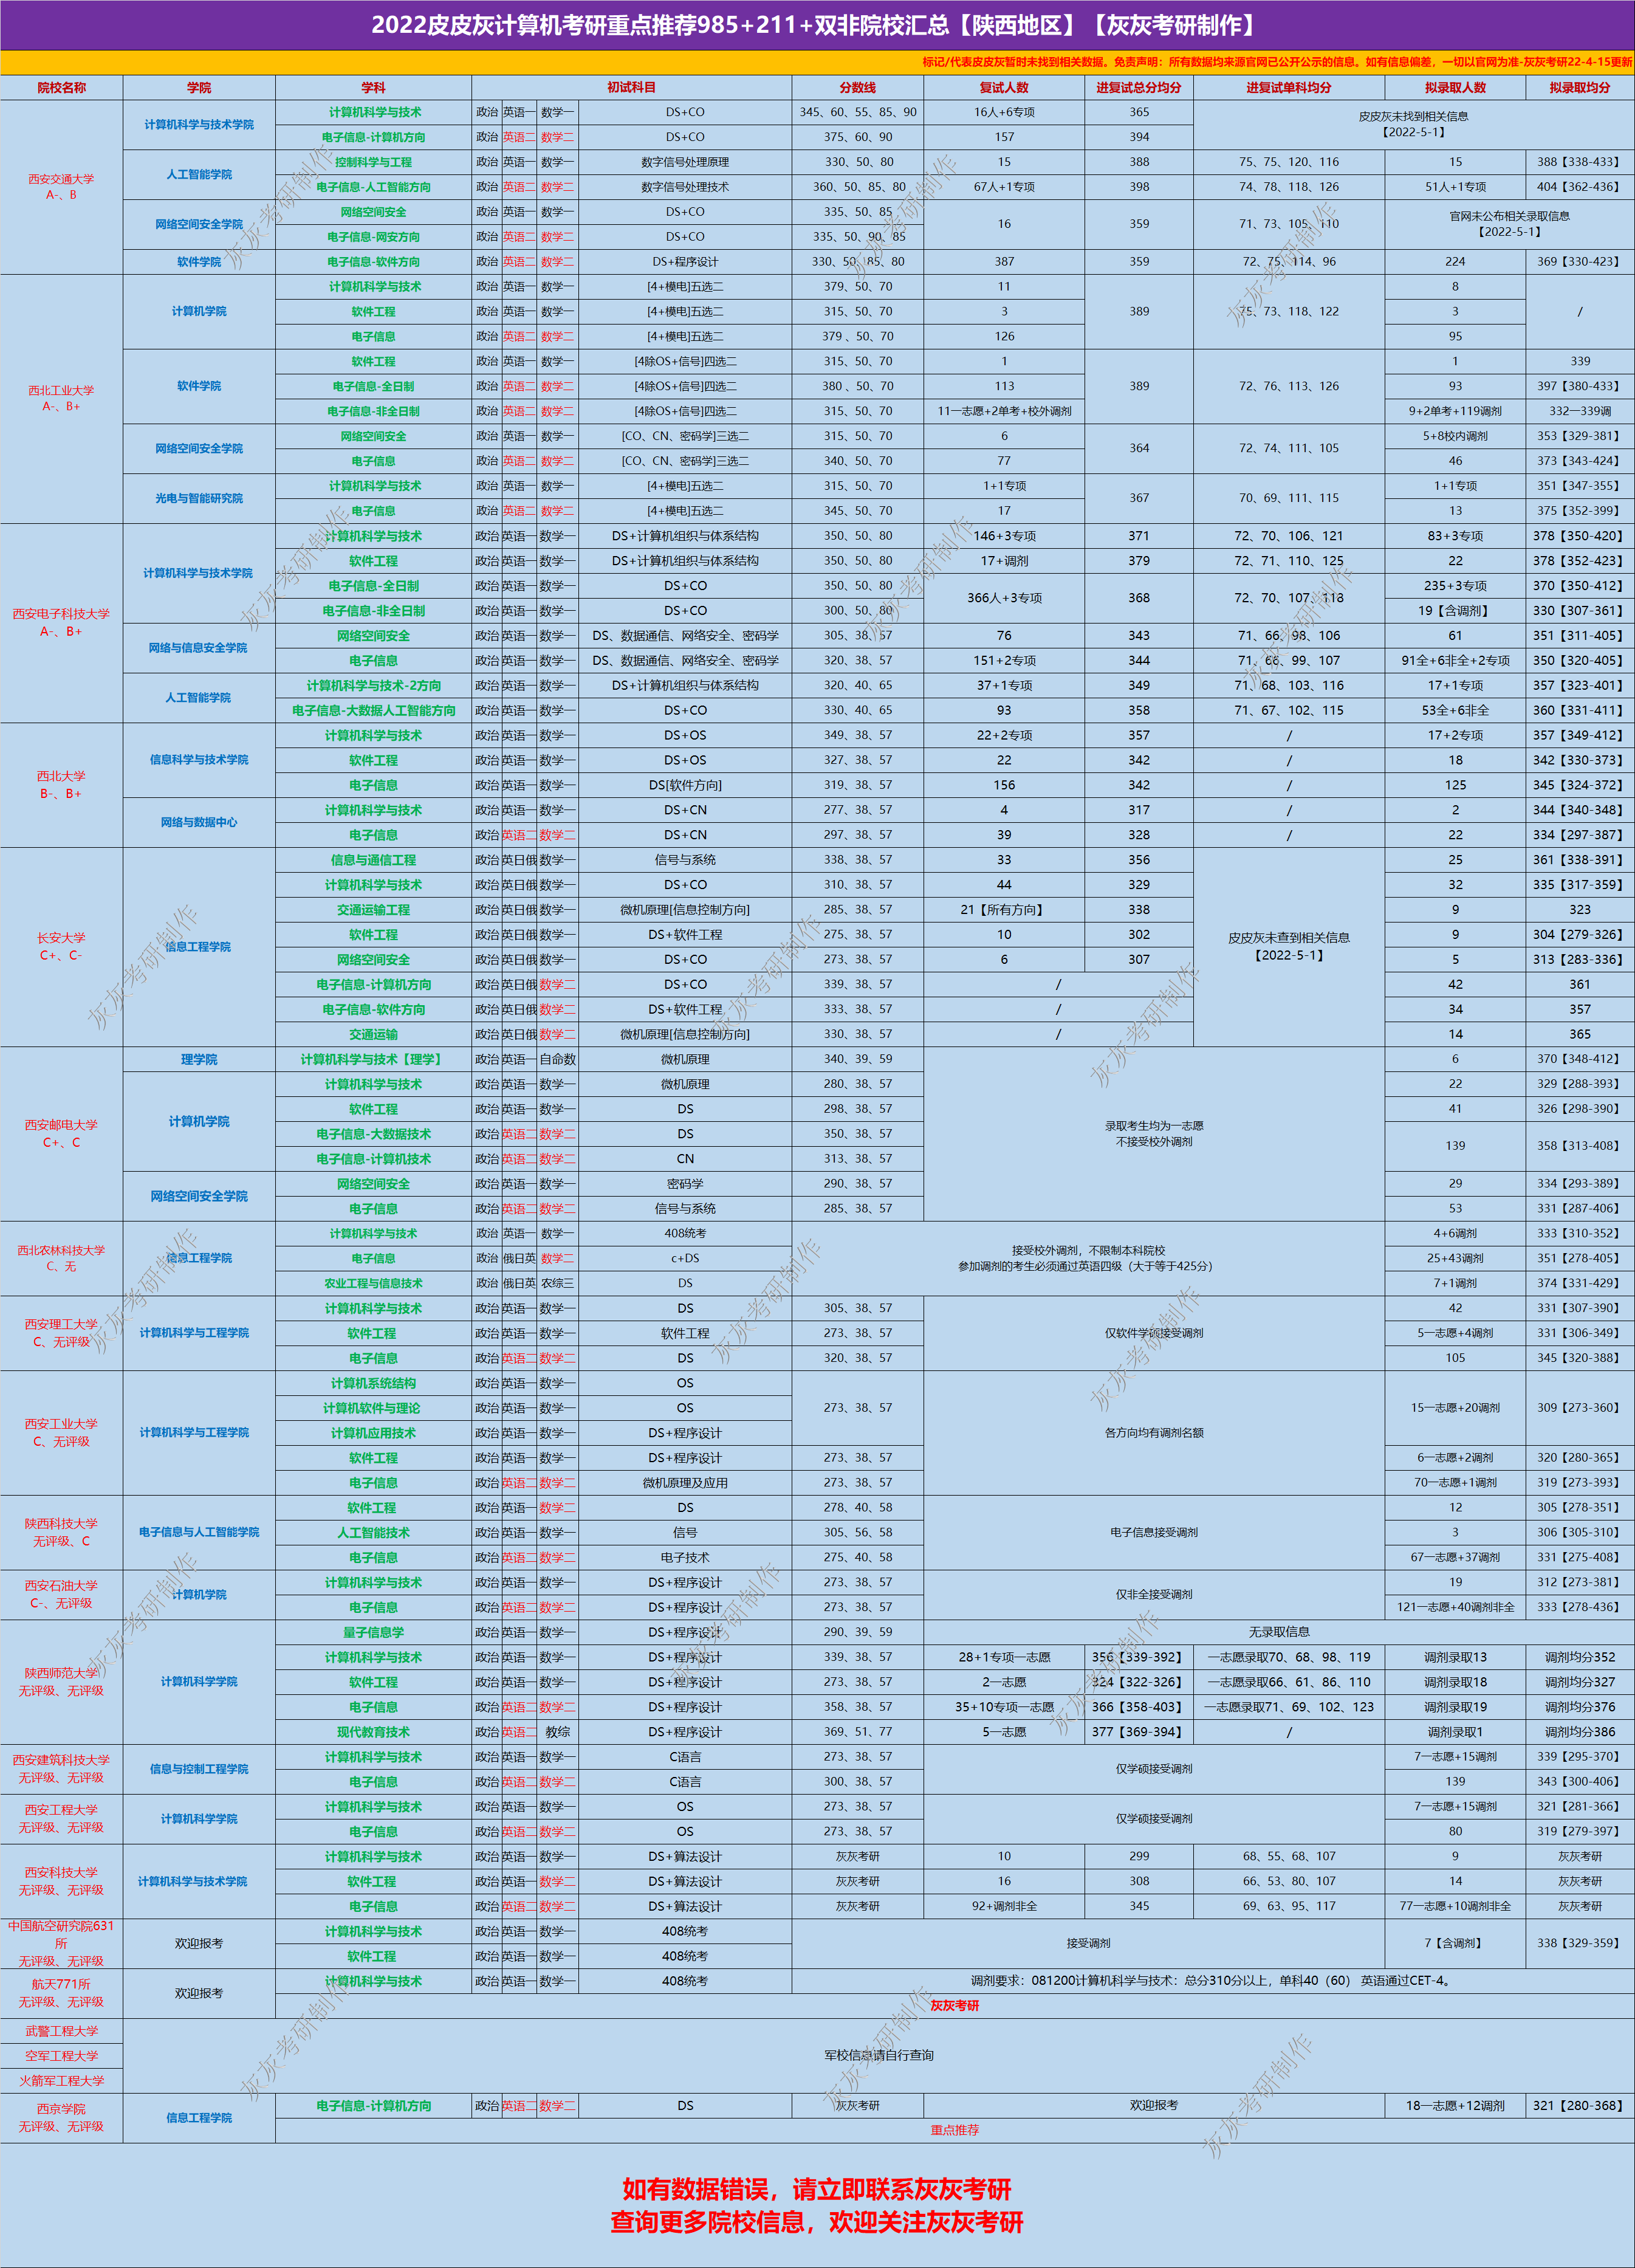 2022皮皮灰计算机考研重点推荐985+211+双非院校汇总【陕西地区】【灰灰考研制作】
标记/代表皮皮灰暂时未找到相关数据。免责声明：所有数据均来源官网已公开公示的信息。如有信息偏差，一切以官网为准-灰灰考研22-4-15更新
院校名称 学院 学科 初试科目 分数线 复试人数 进复试总分均分 进复试单科均分 拟录取人数 拟录取均分
西安交通大学
A-、B
计算机科学与技术学院
计算机科学与技术 政治 英语一 数学一 DS+CO 345、60、55、85、90 16人+6专项 365
皮皮灰未找到相关信息
【2022-5-1】
电子信息-计算机方向 政治 英语二 数学二 DS+CO 375、60、90 157 394
人工智能学院
控制科学与工程 政治 英语一 数学一 数字信号处理原理 330、50、80 15 388 75、75、120、116 15 388【338-433】
电子信息-人工智能方向 政治 英语二 数学二 数字信号处理技术 360、50、85、80 67人+1专项 398 74、78、118、126 51人+1专项 404【362-436】
网络空间安全学院
网络空间安全 政治 英语一 数学一 DS+CO 335、50、85 16 359 71、73、105、110
官网未公布相关录取信息
【2022-5-1】
电子信息-网安方向 政治 英语二 数学二 DS+CO 335、50、90、85
软件学院
电子信息-软件方向 政治 英语二 数学二 DS+程序设计 330、50、85、80 387 359 72、75、114、96 224 369【330-423】
西北工业大学
A-、B+
计算机学院
计算机科学与技术 政治 英语一 数学一 [4+模电]五选二 379、50、70 11 389 75、73、118、122 8 /
软件工程 政治 英语一 数学一 [4+模电]五选二 315、50、70 3 3
电子信息 政治 英语二 数学二 [4+模电]五选二 379 、50、70 126 95
软件学院
软件工程 政治 英语一 数学一 [4除OS+信号]四选二 315、50、70 1 389 72、76、113、126 1 339
电子信息-全日制 政治 英语二 数学二 [4除OS+信号]四选二 380 、50、70 113 93 397【380-433】
电子信息-非全日制 政治 英语二 数学二 [4除OS+信号]四选二 315、50、70 11一志愿+2单考+校外调剂 9+2单考+119调剂 332一339调
网络空间安全学院
网络空间安全 政治 英语一 数学一 [CO、CN、密码学]三选二 315、50、70 6 364 72、74、111、105 5+8校内调剂 353【329-381】
电子信息 政治 英语二 数学二 [CO、CN、密码学]三选二 340、50、70 77 46 373【343-424】
光电与智能研究院
计算机科学与技术 政治 英语一 数学一 [4+模电]五选二 315、50、70 1+1专项 367 70、69、111、115 1+1专项 351【347-355】
电子信息 政治 英语二 数学二 [4+模电]五选二 345、50、70 17 13 375【352-399】
西安电子科技大学
A-、B+
计算机科学与技术学院
计算机科学与技术 政治 英语一 数学一 DS+计算机组织与体系结构 350、50、80 146+3专项 371 72、70、106、121 83+3专项 378【350-420】
软件工程 政治 英语一 数学一 DS+计算机组织与体系结构 350、50、80 17+调剂 379 72、71、110、125 22 378【352-423】
电子信息-全日制 政治 英语一 数学一 DS+CO 350、50、80 366人+3专项 368 72、70、107、118 235+3专项 370【350-412】
电子信息-非全日制 政治 英语一 数学一 DS+CO 300、50、80 19【含调剂】 330【307-361】
网络与信息安全学院
网络空间安全 政治 英语一 数学一 DS、数据通信、网络安全、密码学 305、38、57 76 343 71、66、98、106 61 351【311-405】
电子信息 政治 英语一 数学一 DS、数据通信、网络安全、密码学 320、38、57 151+2专项 344 71、66、99、107 91全+6非全+2专项 350【320-405】
人工智能学院
计算机科学与技术-2方向 政治 英语一 数学一 DS+计算机组织与体系结构 320、40、65 37+1专项 349 71、68、103、116 17+1专项 357【323-401】
电子信息-大数据人工智能方向 政治 英语一 数学一 DS+CO 330、40、65 93 358 71、67、102、115 53全+6非全 360【331-411】
西北大学
B-、B+
信息科学与技术学院
计算机科学与技术 政治 英语一 数学一 DS+OS 349、38、57 22+2专项 357 / 17+2专项 357【349-412】
软件工程 政治 英语一 数学一 DS+OS 327、38、57 22 342 / 18 342【330-373】
电子信息 政治 英语一 数学一 DS[软件方向] 319、38、57 156 342 / 125 345【324-372】
网络与数据中心
计算机科学与技术 政治 英语一 数学一 DS+CN 277、38、57 4 317 / 2 344【340-348】
电子信息 政治 英语二 数学二 DS+CN 297、38、57 39 328 / 22 334【297-387】
长安大学
C+、C-
信息工程学院
信息与通信工程 政治 英日俄 数学一 信号与系统 338、38、57 33 356 25 361【338-391】
计算机科学与技术 政治 英日俄 数学一 DS+CO 310、38、57 44 329 32 335【317-359】
交通运输工程 政治 英日俄 数学一 微机原理[信息控制方向] 285、38、57 21【所有方向】 338 9 323
软件工程 政治 英日俄 数学一 DS+软件工程 275、38、57 10 302 9 304【279-326】
皮皮灰未查到相关信息
【2022-5-1】
网络空间安全 政治 英日俄 数学一 DS+CO 273、38、57 6 307 5 313【283-336】
电子信息-计算机方向 政治 英日俄 数学二 DS+CO 339、38、57 / 42 361
电子信息-软件方向 政治 英日俄 数学二 DS+软件工程 333、38、57 / 34 357
交通运输 政治 英日俄 数学二 微机原理[信息控制方向] 330、38、57 / 14 365
西安邮电大学
C+、C
理学院
计算机科学与技术【理学】 政治 英语一 自命数 微机原理 340、39、59 6 370【348-412】
计算机学院
计算机科学与技术 政治 英语一 数学一 微机原理 280、38、57 22 329【288-393】
软件工程 政治 英语一 数学一 DS 298、38、57 41 326【298-390】
录取考生均为一志愿
不接受校外调剂
电子信息-大数据技术 政治 英语二 数学二 DS 350、38、57 139 358【313-408】
电子信息-计算机技术 政治 英语二 数学二 CN 313、38、57
网络空间安全学院
网络空间安全 政治 英语一 数学一 密码学 290、38、57 29 334【293-389】
电子信息 政治 英语二 数学二 信号与系统 285、38、57 53 331【287-406】
西北农林科技大学
C、无
信息工程学院
计算机科学与技术 政治 英语一 数学一 408统考 4+6调剂 333【310-352】
接受校外调剂，不限制本科院校
参加调剂的考生必须通过英语四级（大于等于425分）
电子信息 政治 俄日英 数学二 c+DS 25+43调剂 351【278-405】
农业工程与信息技术 政治 俄日英 农综三 DS 7+1调剂 374【331-429】
西安理工大学
C、无评级
计算机科学与工程学院
计算机科学与技术 政治 英语一 数学一 DS 305、38、57 42 331【307-390】
软件工程 政治 英语一 数学一 软件工程 273、38、57 仅软件学硕接受调剂 5一志愿+4调剂 331【306-349】
电子信息 政治 英语二 数学二 DS 320、38、57 105 345【320-388】
西安工业大学
C、无评级
计算机科学与工程学院
计算机系统结构 政治 英语一 数学一 OS
计算机软件与理论 政治 英语一 数学一 OS 273、38、57 15一志愿+20调剂 309【273-360】
计算机应用技术 政治 英语一 数学一 DS+程序设计 各方向均有调剂名额
软件工程 政治 英语一 数学一 DS+程序设计 273、38、57 6一志愿+2调剂 320【280-365】
电子信息 政治 英语二 数学二 微机原理及应用 273、38、57 70一志愿+1调剂 319【273-393】
陕西科技大学
无评级、C
电子信息与人工智能学院
软件工程 政治 英语一 数学二 DS 278、40、58 12 305【278-351】
人工智能技术 政治 英语一 数学一 信号 305、56、58 电子信息接受调剂 3 306【305-310】
电子信息 政治 英语二 数学二 电子技术 275、40、58 67一志愿+37调剂 331【275-408】
西安石油大学
C-、无评级
计算机学院
计算机科学与技术 政治 英语一 数学一 DS+程序设计 273、38、57 仅非全接受调剂 19 312【273-381】
电子信息 政治 英语二 数学二 DS+程序设计 273、38、57 121一志愿+40调剂非全 333【278-436】
陕西师范大学
无评级、无评级
计算机科学学院
量子信息学 政治 英语一 数学一 DS+程序设计 290、39、59 无录取信息
计算机科学与技术 政治 英语一 数学一 DS+程序设计 339、38、57 28+1专项一志愿 356【339-392】 一志愿录取70、68、98、119 调剂录取13 调剂均分352
软件工程 政治 英语一 数学一 DS+程序设计 273、38、57 2一志愿 324【322-326】 一志愿录取66、61、86、110 调剂录取18 调剂均分327
电子信息 政治 英语二 数学二 DS+程序设计 358、38、57 35+10专项一志愿 366【358-403】 一志愿录取71、69、102、123 调剂录取19 调剂均分376
现代教育技术 政治 英语二 教综 DS+程序设计 369、51、77 5一志愿 377【369-394】 / 调剂录取1 调剂均分386
西安建筑科技大学
无评级、无评级
信息与控制工程学院
计算机科学与技术 政治 英语一 数学一 C语言 273、38、57 仅学硕接受调剂 7一志愿+15调剂 339【295-370】
电子信息 政治 英语二 数学二 C语言 300、38、57 139 343【300-406】
西安工程大学
无评级、无评级
计算机科学学院
计算机科学与技术 政治 英语一 数学一 OS 273、38、57 仅学硕接受调剂 7一志愿+15调剂 321【281-366】
电子信息 政治 英语二 数学二 OS 273、38、57 80 319【279-397】
西安科技大学
无评级、无评级
计算机科学与技术学院
计算机科学与技术 政治 英语一 数学一 DS+算法设计 灰灰考研 10 299 68、55、68、107 9 灰灰考研
软件工程 政治 英语一 数学二 DS+算法设计 灰灰考研 16 308 66、53、80、107 14 灰灰考研
电子信息 政治 英语二 数学二 DS+算法设计 灰灰考研 92+调剂非全 345 69、63、95、117 77一志愿+10调剂非全 灰灰考研
中国航空研究院631
所
无评级、无评级
欢迎报考
计算机科学与技术 政治 英语一 数学一 408统考 接受调剂 7【含调剂】 338【329-359】
软件工程 政治 英语一 数学一 408统考
航天771所
无评级、无评级
欢迎报考
计算机科学与技术 政治 英语一 数学一 408统考 调剂要求：081200计算机科学与技术：总分310分以上，单科40（60） 英语通过CET-4。
灰灰考研
武警工程大学
空军工程大学
火箭军工程大学
军校信息请自行查询
西京学院
无评级、无评级
信息工程学院
电子信息-计算机方向 政治 英语二 数学二 DS 灰灰考研 欢迎报考 18一志愿+12调剂 321【280-368】
重点推荐
如有数据错误，请立即联系灰灰考研
查询更多院校信息，欢迎关注灰灰考研